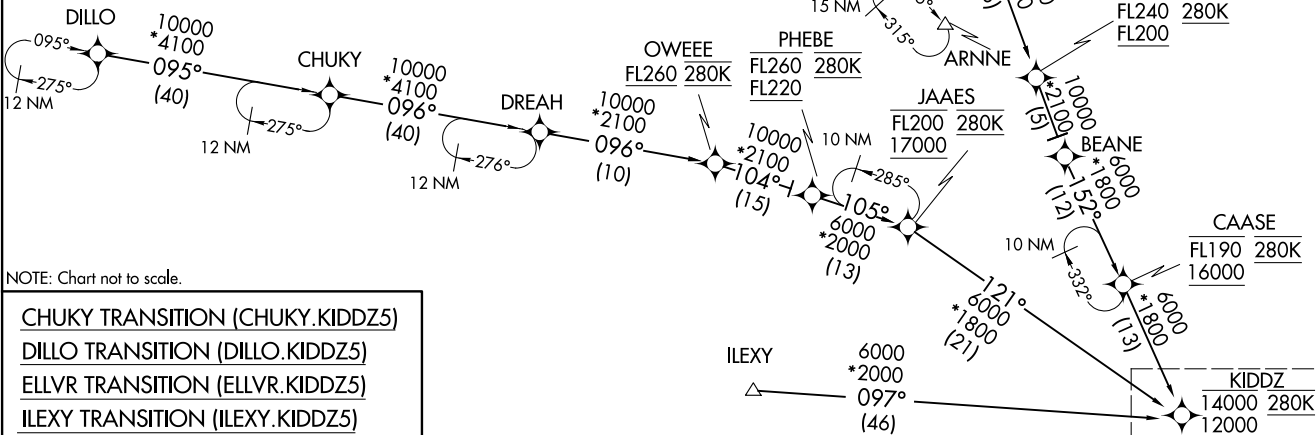 DILLO
10000
*4100
095°
(40)
095°
275°
12 NM
CHUKY
10000
*4100
096°
(40)
275°
12 NM
DREAH
10000
*2100
096°
(10)
276°
12 NM
OWEEE
FL260 280K
10000
*2100
104°
(15)
PHEBE
FL260 280K
FL220
10 NM
285°
105°
6000
*2000
(13)
JAAES
FL200 280K
17000
121°
6000
*1800
(21)
15 NM
315°
ARNNE
FL240 280K
FL200
10000
*2100
(5)
BEANE
6000
*1800
152°
(12)
10 NM
332°
CAASE
FL190 280K
16000
6000
*1800
(13)
ILEXY
6000
*2000
097°
(46)
KIDDZ
14000 280K
12000
NOTE: Chart not to scale.
CHUKY TRANSITION (CHUKY.KIDDZ5)
DILLO TRANSITION (DILLO.KIDDZ5)
ELLVR TRANSITION (ELLVR.KIDDZ5)
ILEXY TRANSITION (ILEXY.KIDDZ5)